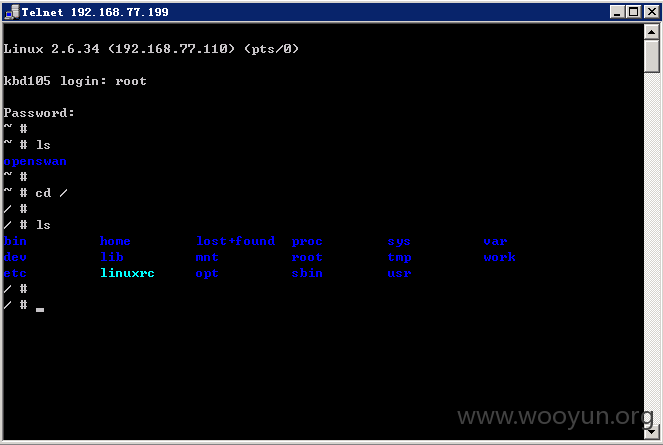 Telnet 192.168.77.199
Linux 2.6.34 (192.168.77.110) (pts/0)
kbd105 login: root
Password:
~ #
~ # ls
openswan
~ #
~ # cd /
/ #
/ # ls
bin home lost+found proc sys var
dev lib mnt root tmp work
etc linuxrc opt sbin usr
/ #
/ #
www.wooyun.org